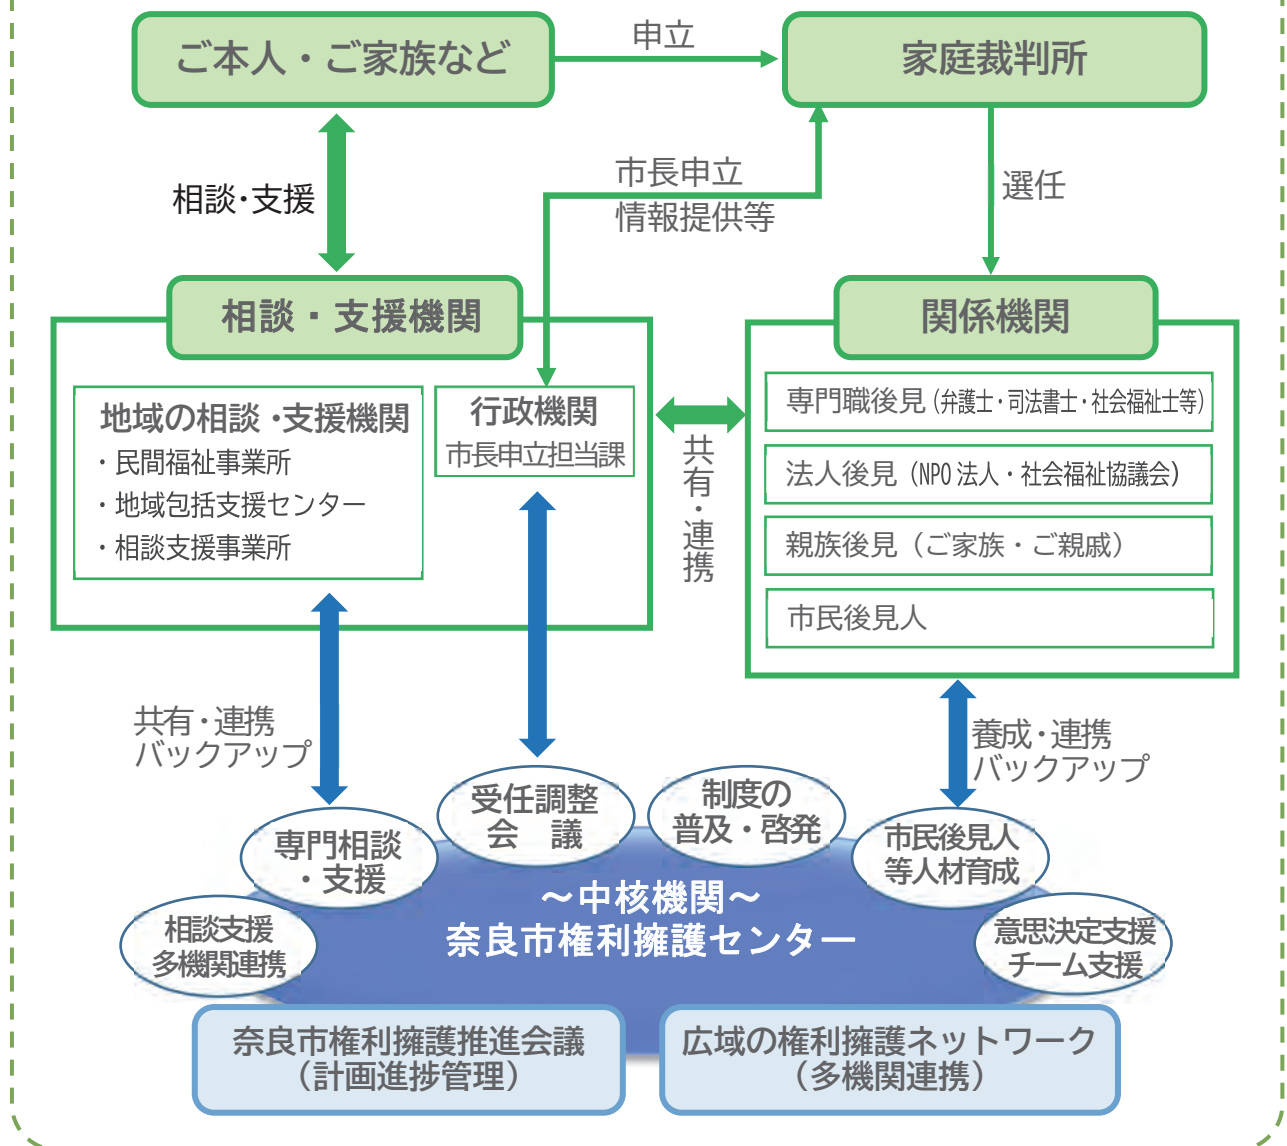 ご本人・ご家族など
申立
家庭裁判所
相談・支援
市長申立
情報提供等
選任
相談・支援機関
地域の相談・支援機関
・民間福祉事業所
・地域包括支援センター
・相談支援事業所
行政機関
市長申立担当課
共有・連携
関係機関
専門職後見(弁護士・司法書士・社会福祉士等)
法人後見(NPO法人・社会福祉協議会)
親族後見(ご家族・ご親戚)
市民後見人
共有・連携
バックアップ
養成・連携
バックアップ
相談支援
多機関連携
専門相談
・支援
受任調整
会 議
制度の
普及・啓発
市民後見人
等人材育成
意思決定支援
チーム支援
~中核機関~
奈良市権利擁護センター
奈良市権利擁護推進会議
(計画進捗管理)
広域の権利擁護ネットワーク
(多機関連携)